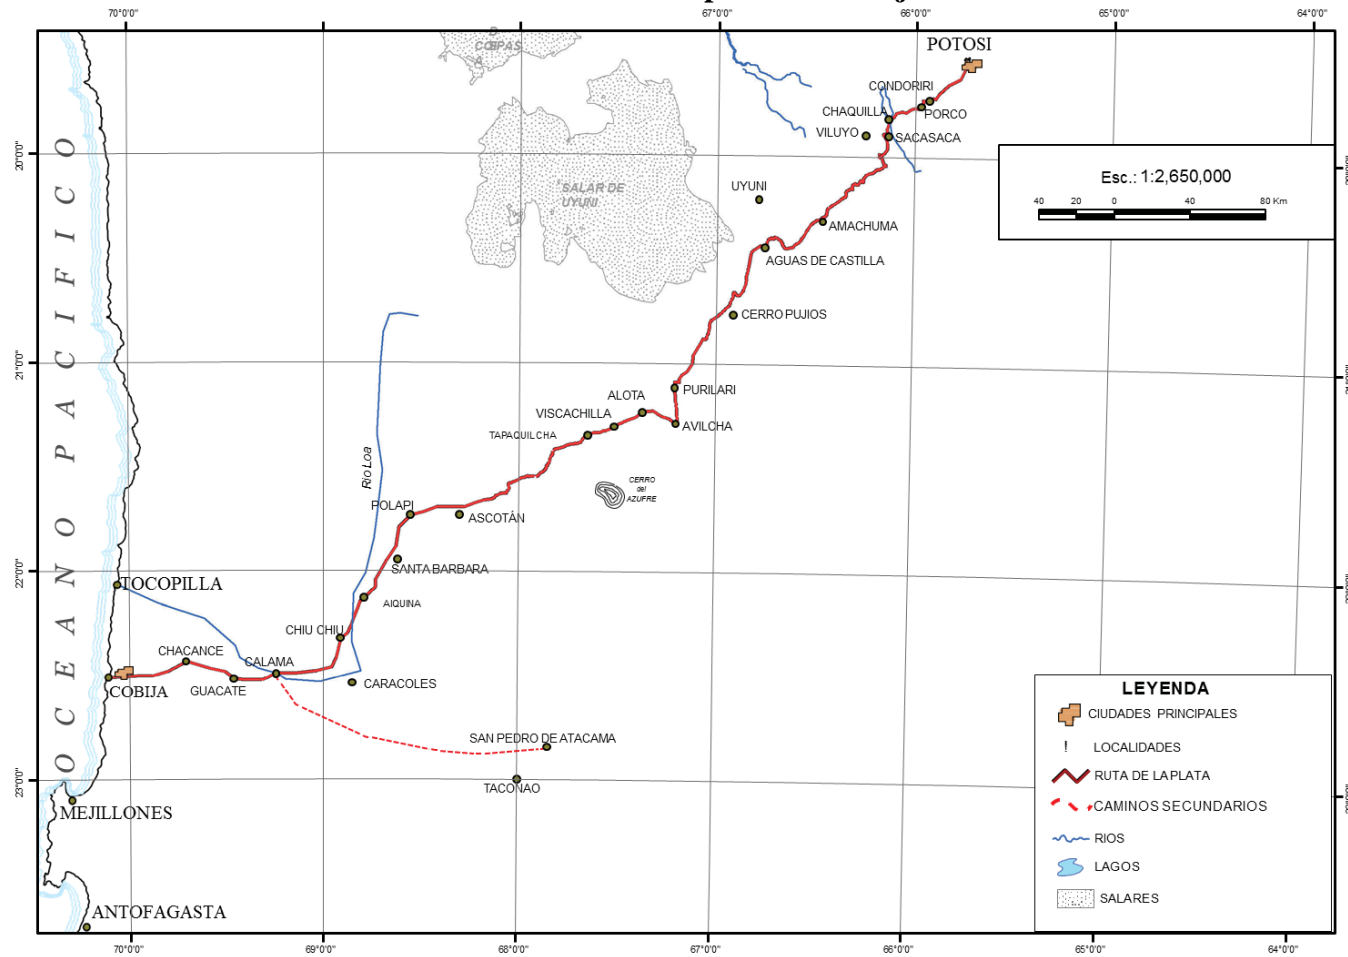 70°0'0"
67°0'0"
66°0'0"
65°0'0"
64°0'0"
POTOSI
COIPAS
CONDORIRI
CHAQUILLA
PORCO
VILUYO
SACASACA
20°0'0"
Esc.: 1:2,650,000
40 20 0 40 80 Km
SALAR DE
UYUNI
UYUNI
AMACHUMA
AGUAS DE CASTILLA
CERRO PUJIOS
21°0'0"
PURILARI
ALOTA
VISCACHILLA
AVILCHA
TAPAQUILCHA
Rio Loa
CERRO
del
AZUFRE
POLAPI
ASCOTÁN
SANTA BARBARA
22°0'0"
TOCOPILLA
AIQUINA
CHIU CHIU
CHACANCE
CALAMA
GUACATE
COBIJA
CARACOLES
OCEANO PACIFICO
SAN PEDRO DE ATACAMA
TACONAO
23°0'0"
MEJILLONES
ANTOFAGASTA
LEYENDA
CIUDADES PRINCIPALES
! LOCALIDADES
RUTA DE LA PLATA
CAMINOS SECUNDARIOS
RIOS
LAGOS
SALARES
70°0'0"
69°0'0"
68°0'0"
67°0'0"
66°0'0"
65°0'0"
64°0'0"